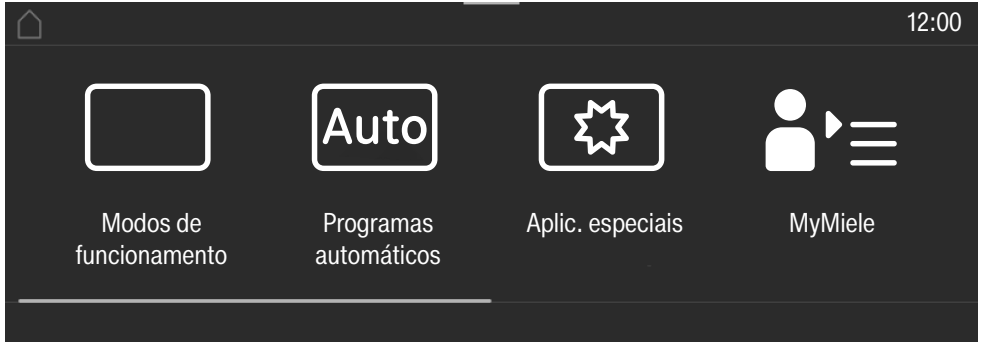 12:00
Auto
Modos de
funcionamento
Programas
automáticos
Aplic. especiais
MyMiele